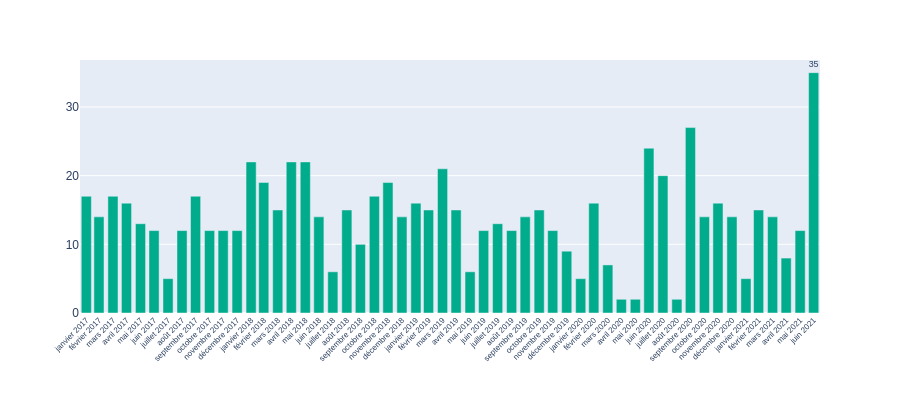 35
30
20
10
0
janvier 2017
février 2017
mars 2017
avril 2017
mai 2017
juin 2017
juillet 2017
août 2017
septembre 2017
octobre 2017
novembre 2017
décembre 2017
janvier 2018
février 2018
mars 2018
avril 2018
mai 2018
juin 2018
juillet 2018
août 2018
septembre 2018
octobre 2018
novembre 2018
décembre 2018
janvier 2019
février 2019
mars 2019
avril 2019
mai 2019
juin 2019
juillet 2019
août 2019
septembre 2019
octobre 2019
novembre 2019
décembre 2019
janvier 2020
février 2020
mars 2020
avril 2020
mai 2020
juin 2020
juillet 2020
août 2020
septembre 2020
octobre 2020
novembre 2020
décembre 2020
janvier 2021
février 2021
mars 2021
avril 2021
mai 2021
juin 2021